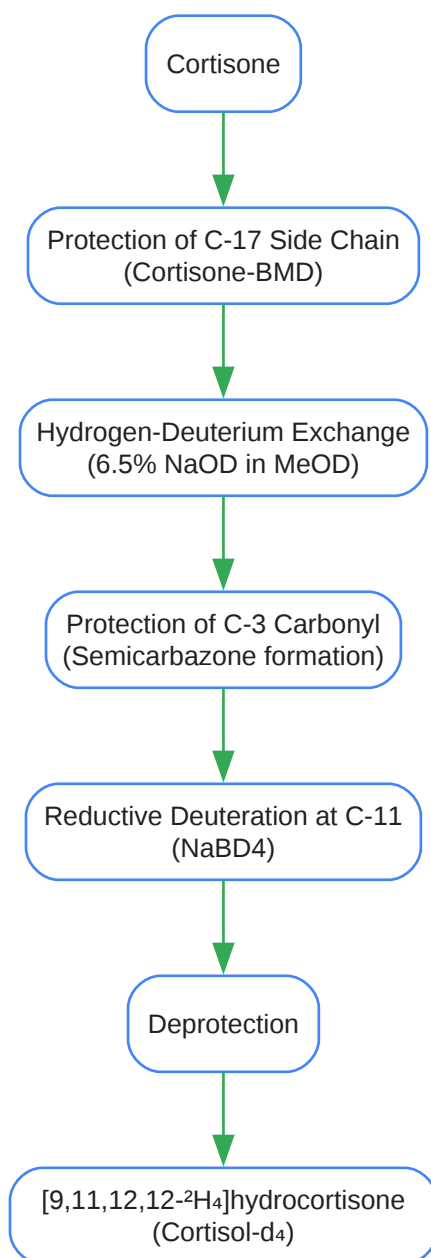 Cortisone
Protection of C-17 Side Chain
(Cortisone-BMD)
Hydrogen-Deuterium Exchange
(6.5% NaOD in MeOD)
Protection of C-3 Carbonyl
(Semicarbazone formation)
Reductive Deuteration at C-11
(NaBD4)
Deprotection
[9,11,12,12-²H₄]hydrocortisone
(Cortisol-d₄)